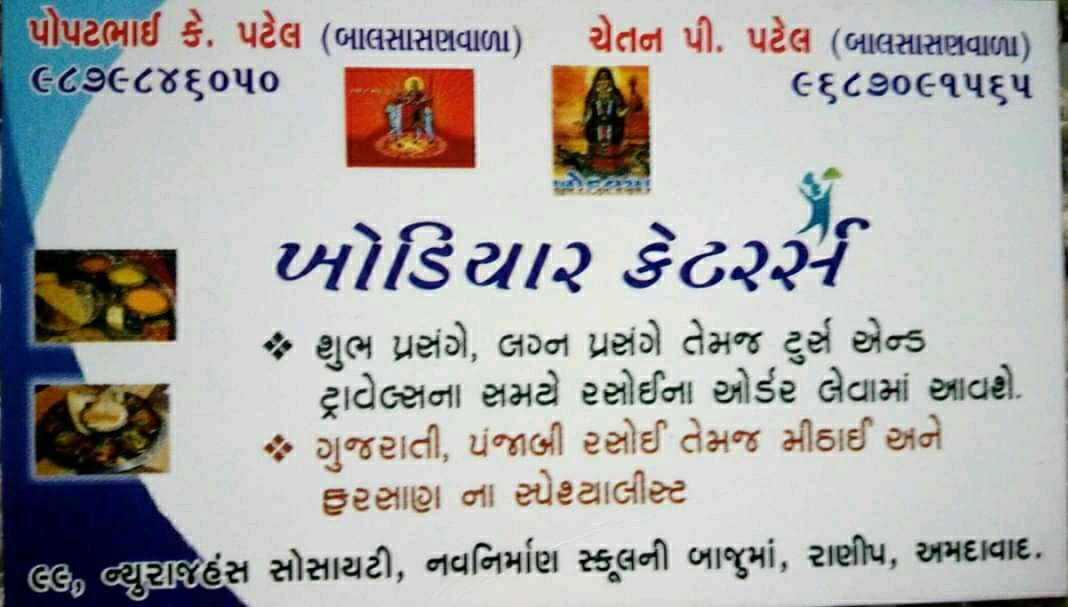 પોપટભાઈ કે. પટેલ (બાલસાસણવાળા)
૯૮૭૯૮૪૬૦૫૦
ચેતન પી. પટેલ (બાલસાસણવાળા)
૯૬૮૭૦૯૧૫૬૫
ખોડલમા
ખોડિયાર કેટરર્સ
❖ શુભ પ્રસંગે, લગ્ન પ્રસંગે તેમજ ટુર્સ એન્ડ
ટ્રાવેલ્સના સમયે રસોઈના ઓર્ડર લેવામાં આવશે.
❖ ગુજરાતી, પંજાબી રસોઈ તેમજ મીઠાઈ અને
ફરસાણ ના સ્પેશ્યાલીસ્ટ
૯૯, ન્યુરાજહંસ સોસાયટી, નવનિર્માણ સ્કૂલની બાજુમાં, રાણીપ, અમદાવાદ.